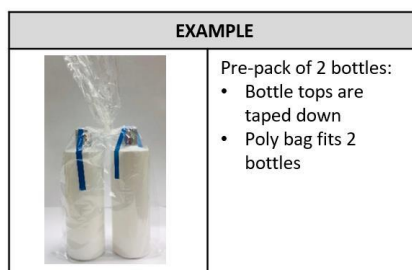 EXAMPLE
Pre-pack of 2 bottles:
• Bottle tops are
taped down
• Poly bag fits 2
bottles